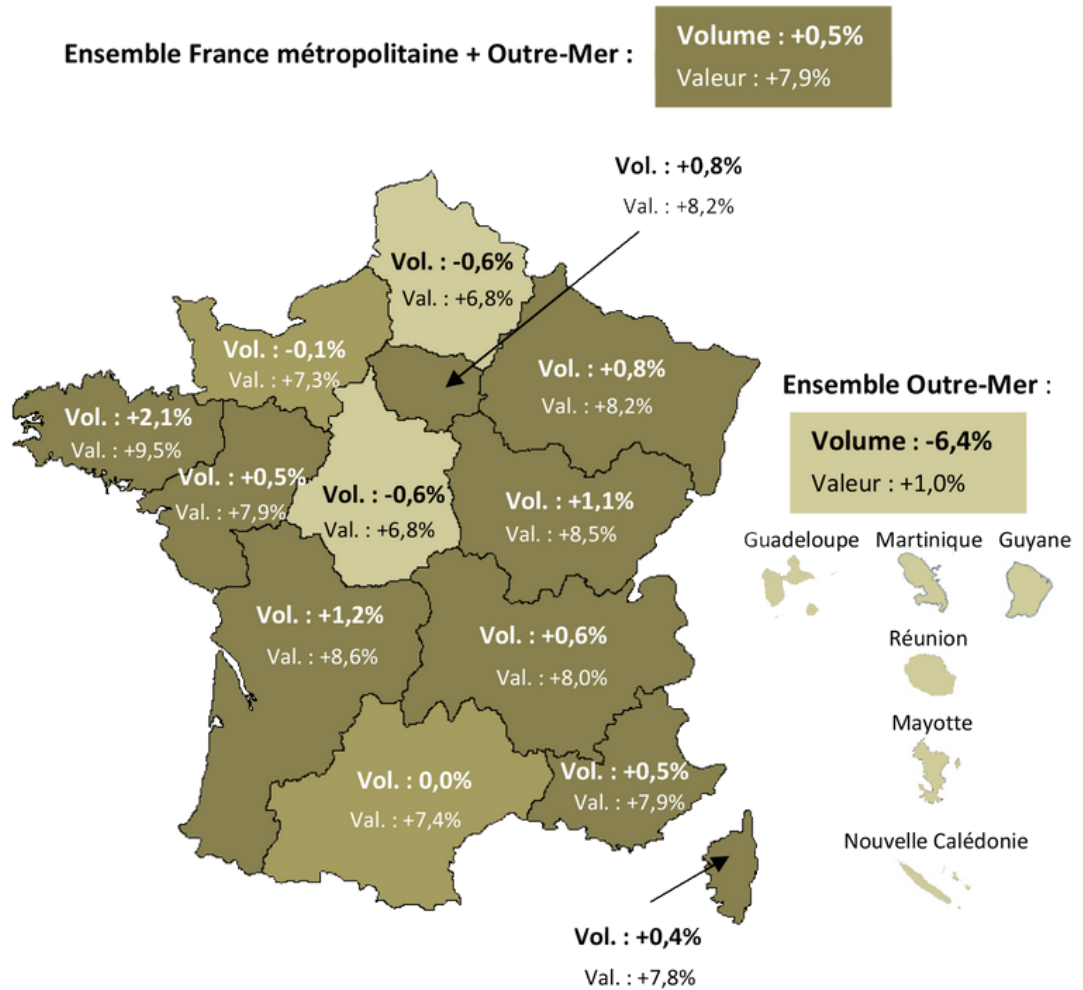 Ensemble France métropolitaine + Outre-Mer :
Volume : +0,5%
Valeur : +7,9%
Vol. : +0,8%
Val. : +8,2%
Vol. : -0,6%
Val. : +6,8%
Vol. : -0,1%
Val. : +7,3%
Vol. : +0,8%
Val. : +8,2%
Vol. : +2,1%
Val. : +9,5%
Vol. : +0,5%
Val. : +7,9%
Vol. : -0,6%
Val. : +6,8%
Vol. : +1,1%
Val. : +8,5%
Vol. : +1,2%
Val. : +8,6%
Vol. : +0,6%
Val. : +8,0%
Vol. : 0,0%
Val. : +7,4%
Vol. : +0,5%
Val. : +7,9%
Vol. : +0,4%
Val. : +7,8%
Ensemble Outre-Mer :
Volume : -6,4%
Valeur : +1,0%
Guadeloupe
Martinique
Guyane
Réunion
Mayotte
Nouvelle Calédonie